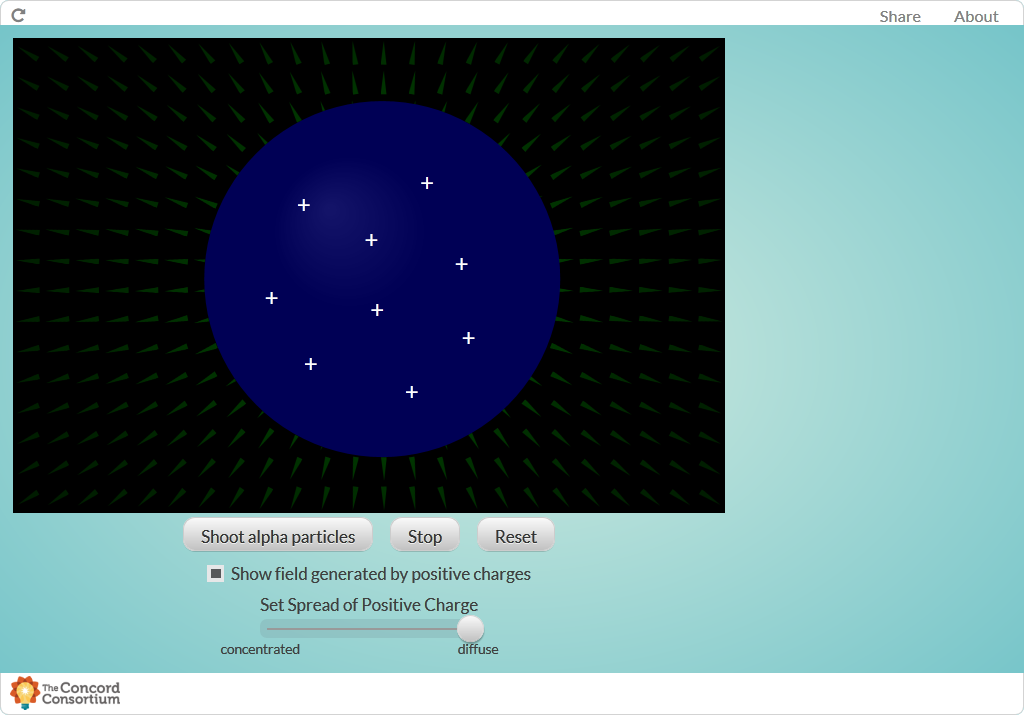 Share About
+
+
+
+
+
+
+
+
+
Shoot alpha particles Stop Reset
Show field generated by positive charges
Set Spread of Positive Charge
concentrated diffuse
The Concord
Consortium